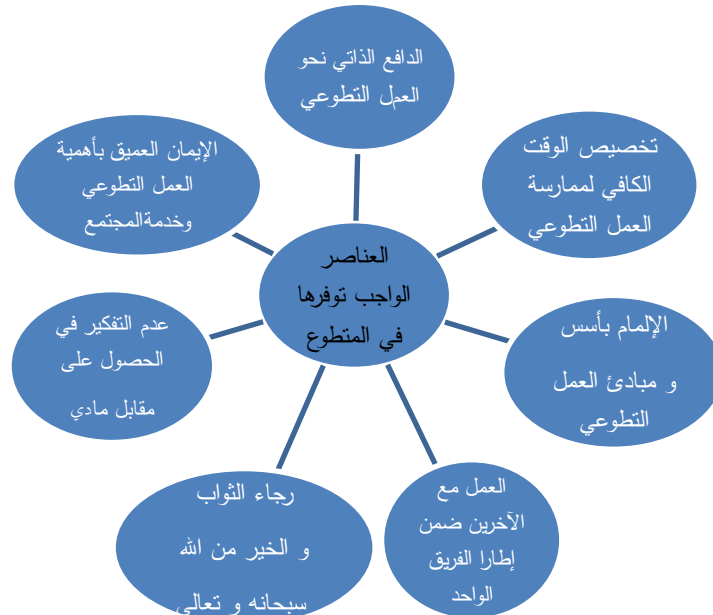 الدافع الذاتي نحو
العمل التطوعي
تخصيص الوقت
الكافي لممارسة
العمل التطوعي
الإلمام بأسس
و مبادئ العمل
التطوعي
العمل مع
الآخرين ضمن
إطارا الفريق
الواحد
رجاء الثواب
و الخير من الله
سبحانه و تعالى
عدم التفكير في
الحصول على
مقابل مادي
الإيمان العميق بأهمية
العمل التطوعي
وخدمةالمجتمع
العناصر
الواجب توفرها
في المتطوع